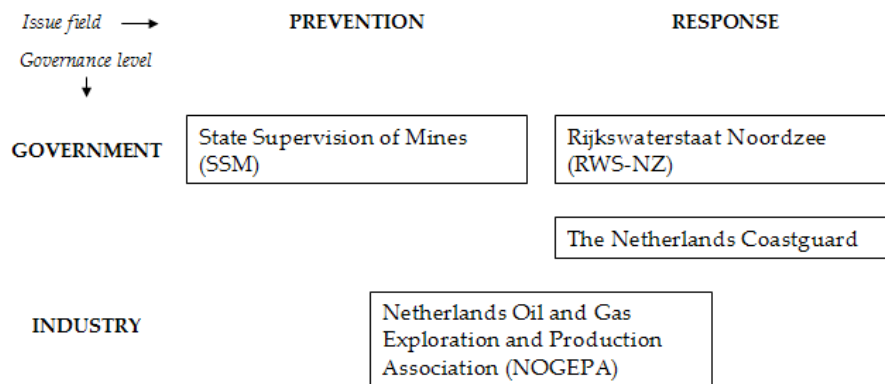 Issue field
PREVENTION
RESPONSE
Governance level
GOVERNMENT
State Supervision of Mines
(SSM)
Rijkswaterstaat Noordzee
(RWS-NZ)
The Netherlands Coastguard
INDUSTRY
Netherlands Oil and Gas
Exploration and Production
Association (NOGEPA)